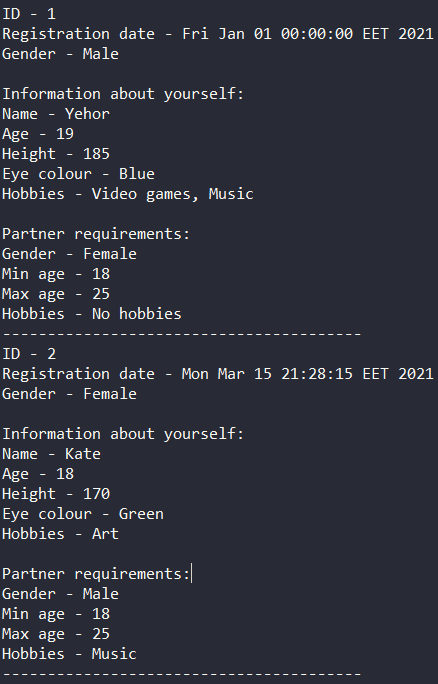 ID - 1
Registration date - Fri Jan 01 00:00:00 EET 2021
Gender - Male
Information about yourself:
Name - Yehor
Age - 19
Height - 185
Eye colour - Blue
Hobbies - Video games, Music
Partner requirements:
Gender - Female
Min age - 18
Max age - 25
Hobbies - No hobbies
----------------------------------------
ID - 2
Registration date - Mon Mar 15 21:28:15 EET 2021
Gender - Female
Information about yourself:
Name - Kate
Age - 18
Height - 170
Eye colour - Green
Hobbies - Art
Partner requirements:
Gender - Male
Min age - 18
Max age - 25
Hobbies - Music
----------------------------------------